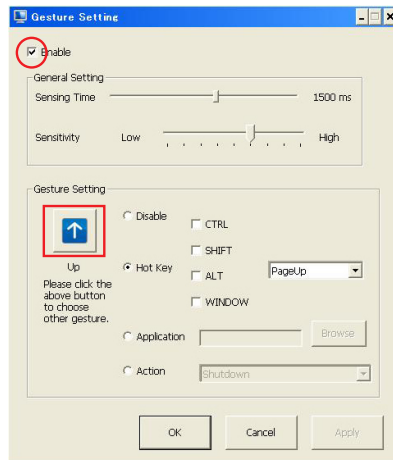 Gesture Setting
Enable
General Setting
Sensing Time 1500 ms
Sensitivity Low High
Gesture Setting
Disable
CTRL
SHIFT
Up
Hot Key
ALT
PageUp
Please click the
above button
to choose
other gesture.
WINDOW
Application
Browse
Action
Shutdown
OK
Cancel
Apply